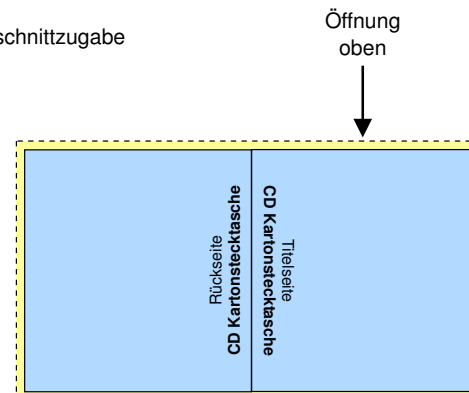 schnittzugabe
Öffnung
oben
Rückseite
CD Kartonstecktasche
Titelseite
CD Kartonstecktasche